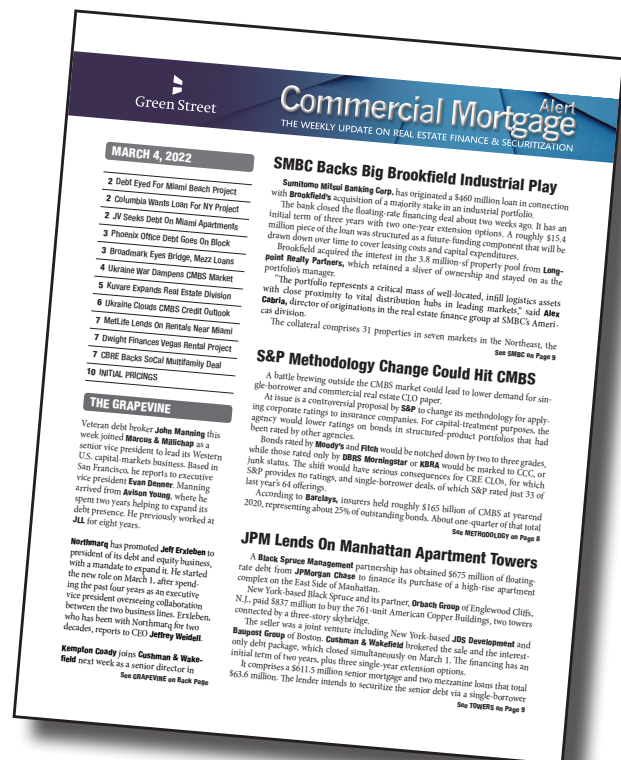 Green Street
Commercial Mortgage
Alert
THE WEEKLY UPDATE ON REAL ESTATE FINANCE & SECURITIZATION
MARCH 4, 2022
2 Debt Eyed For Miami Beach Project
2 Columbia Wants Loan For NY Project
2 JV Seeks Debt On Miami Apartments
3 Phoenix Office Debt Goes On Block
3 Broadmark Eyes Bridge, Mezz Loans
4 Ukraine War Dampens CMBS Market
5 Kuvare Expands Real Estate Division
6 Ukraine Clouds CMBS Credit Outlook
7 MetLife Lends On Rentals Near Miami
7 Dwight Finances Vegas Rental Project
7 CBRE Backs SoCal Multifamily Deal
10 INITIAL PRICINGS
THE GRAPEVINE
Veteran debt broker John Manning this
week joined Marcus & Millichap as a
senior vice president to lead its Western
U.S. capital-markets business. Based in
San Francisco, he reports to executive
vice president Evan Denner. Manning
arrived from Avison Young, where he
spent two years helping to expand its
debt presence. He previously worked at
JLL for eight years.
Northmarq has promoted Jeff Erxleben to
president of its debt and equity business,
with a mandate to expand it. He started
the new role on March 1, after spend-
ing the past four years as an executive
vice president overseeing collaboration
between the two business lines. Erxleben,
who has been with Northmarq for two
decades, reports to CEO Jeffrey Weidell.
Kempton Coady joins Cushman & Wake-
field next week as a senior director in
See GRAPEVINE on Back Page
SMBC Backs Big Brookfield Industrial Play
Sumitomo Mitsui Banking Corp. has originated a $460 million loan in connection
with Brookfield's acquisition of a majority stake in an industrial portfolio.
The bank closed the floating-rate financing deal about two weeks ago. It has an
initial term of three years with two one-year extension options. A roughly $15.4
million piece of the loan was structured as a future-funding component that will be
drawn down over time to cover leasing costs and capital expenditures.
Brookfield acquired the interest in the 3.8 million-sf property pool from Long-
point Realty Partners, which retained a sliver of ownership and stayed on as the
portfolio's manager.
"The portfolio represents a critical mass of well-located, infill logistics assets
with close proximity to vital distribution hubs in leading markets," said Alex
Cabria, director of originations in the real estate finance group at SMBC's Ameri-
cas division.
The collateral comprises 31 properties in seven markets in the Northeast, the
See SMBC on Page 9
S&P Methodology Change Could Hit CMBS
A battle brewing outside the CMBS market could lead to lower demand for sin-
gle-borrower and commercial real estate CLO paper.
At issue is a controversial proposal by S&P to change its methodology for apply-
ing corporate ratings to insurance companies. For capital-treatment purposes, the
agency would lower ratings on bonds in structured-product portfolios that had
been rated by other agencies.
Bonds rated by Moody's and Fitch would be notched down by two to three grades,
while those rated only by DBRS Morningstar or KBRA would be marked to CCC, or
junk status. The shift would have serious consequences for CRE CLOs, for which
S&P provides no ratings, and single-borrower deals, of which S&P rated just 33 of
last year's 64 offerings.
According to Barclays, insurers held roughly $165 billion of CMBS at yearend
2020, representing about 25% of outstanding bonds. About one-quarter of that total
See METHODOLOGY on Page 8
JPM Lends On Manhattan Apartment Towers
A Black Spruce Management partnership has obtained $675 million of floating-
rate debt from JPMorgan Chase to finance its purchase of a high-rise apartment
complex on the East Side of Manhattan.
New York-based Black Spruce and its partner, Orbach Group of Englewood Cliffs,
N.J., paid $837 million to buy the 761-unit American Copper Buildings, two towers
connected by a three-story skybridge.
The seller was a joint venture including New York-based JDS Development and
Baupost Group of Boston. Cushman & Wakefield brokered the sale and the interest-
only debt package, which closed simultaneously on March 1. The financing has an
initial term of two years, plus three single-year extension options.
It comprises a $611.5 million senior mortgage and two mezzanine loans that total
$63.6 million. The lender intends to securitize the senior debt via a single-borrower
See TOWERS on Page 9